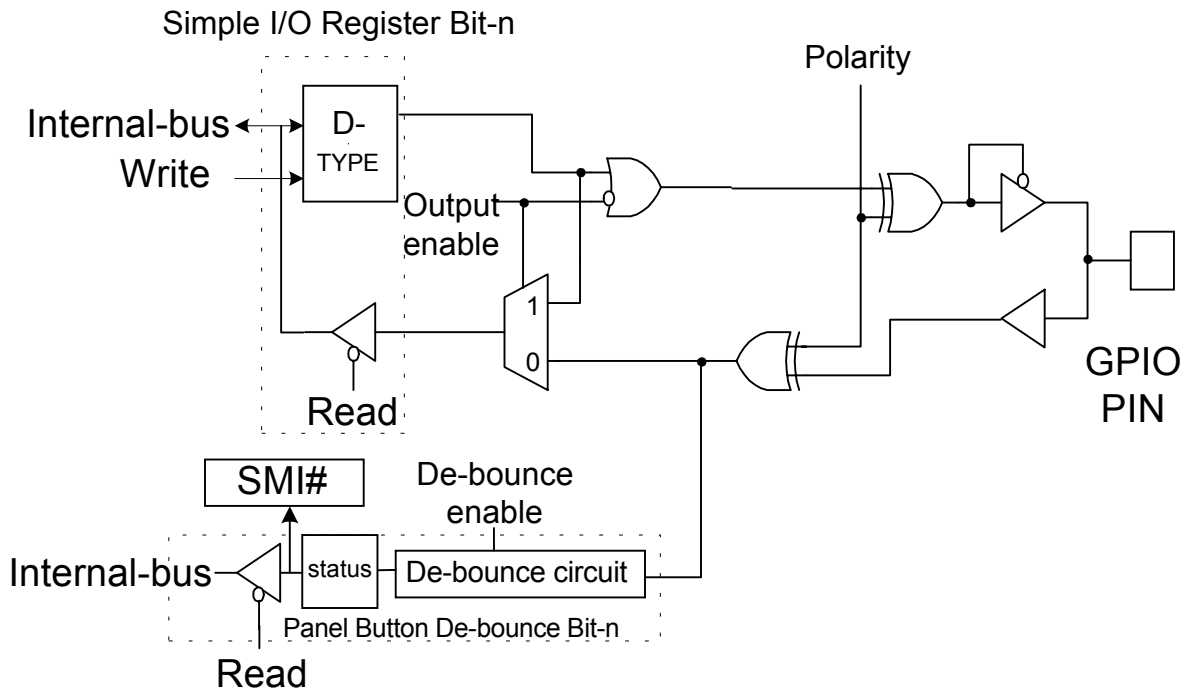 Simple I/O Register Bit-n
Polarity
Internal-bus
D-
TYPE
Write
Output
enable
1
0
Read
GPIO
PIN
SMI#
De-bounce
enable
Internal-bus
status
De-bounce circuit
Panel Button De-bounce Bit-n
Read